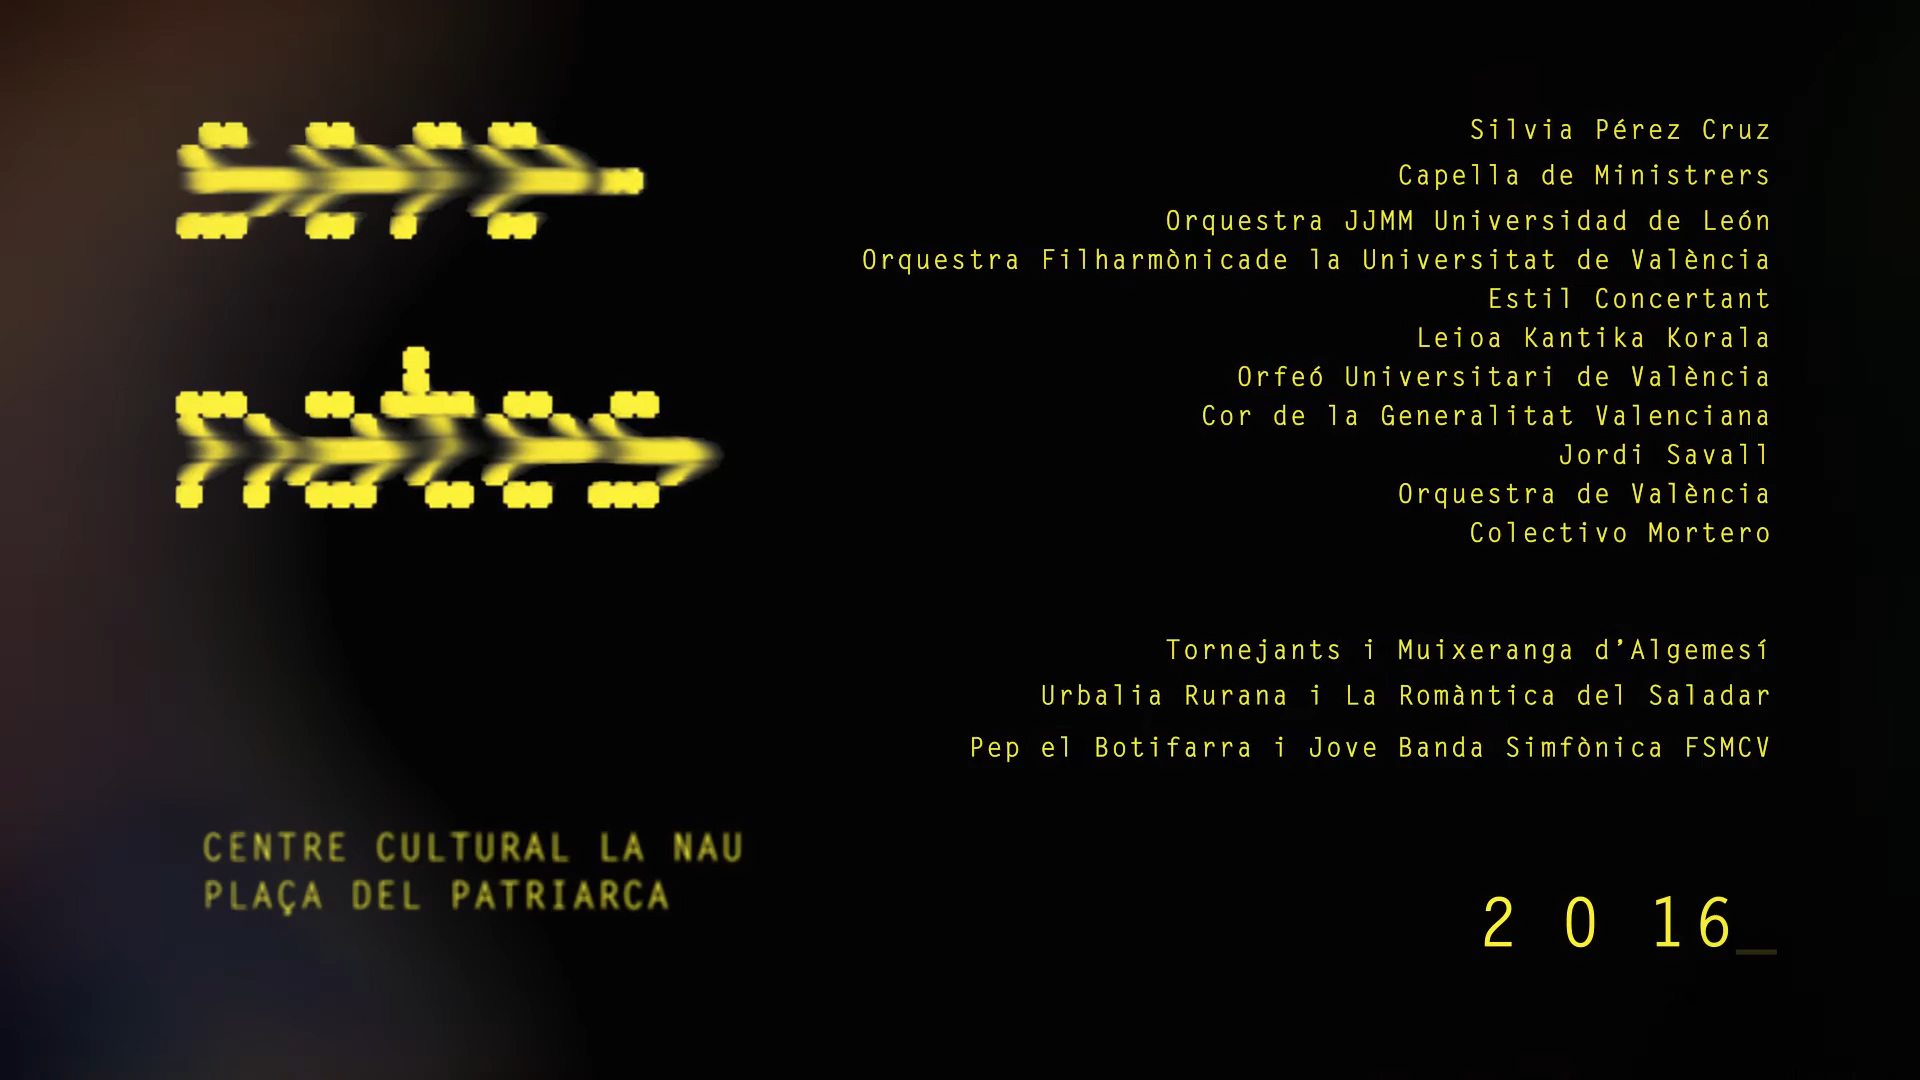 Silvia Pérez Cruz
Capella de Ministrers
Orquestra JJMM Universidad de León
Orquestra Filharmònicade la Universitat de València
Estil Concertant
Leioa Kantika Korala
Orfeó Universitari de València
Cor de la Generalitat Valenciana
Jordi Savall
Orquestra de València
Colectivo Mortero
Tornejants i Muixeranga d’Algemesí
Urbalia Rurana i La Romàntica del Saladar
Pep el Botifarra i Jove Banda Simfònica FSMCV
CENTRE CULTURAL LA NAU
PLAÇA DEL PATRIARCA
2 0 16_